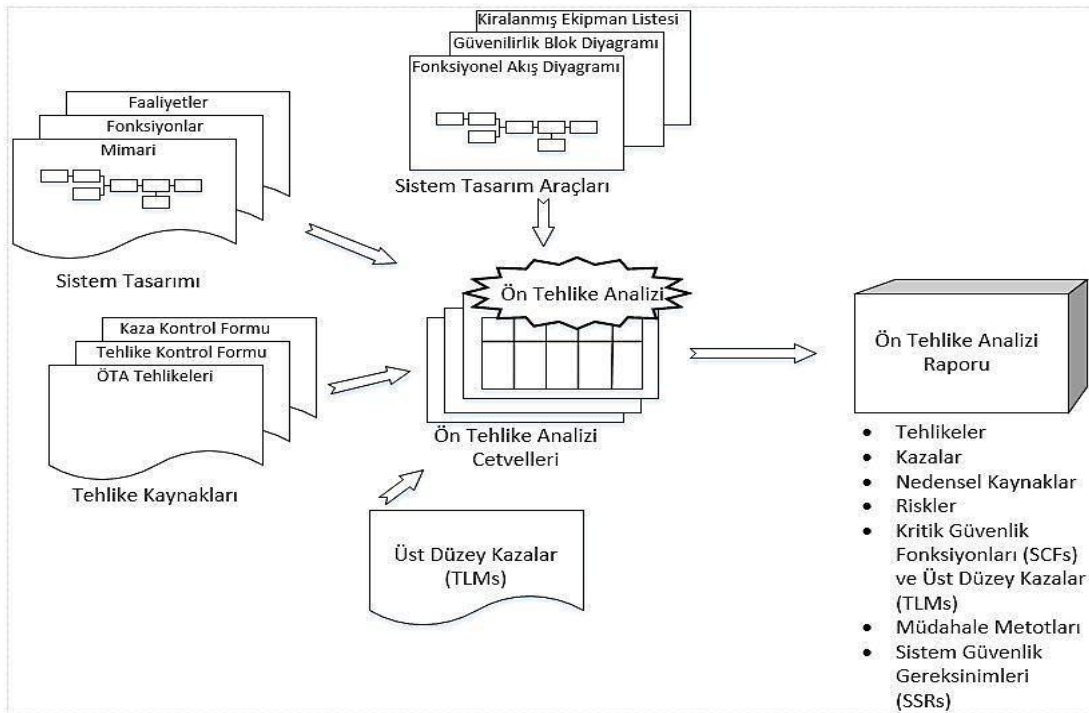 Kiralanmış Ekipman Listesi
Güvenilirlik Blok Diyagramı
Fonksiyonel Akış Diyagramı
Sistem Tasarım Araçları
Faaliyetler
Fonksiyonlar
Mimari
Sistem Tasarımı
Kaza Kontrol Formu
Tehlike Kontrol Formu
ÖTA Tehlikeleri
Tehlike Kaynakları
Ön Tehlike Analizi
Ön Tehlike Analizi
Cetvelleri
Üst Düzey Kazalar
(TLMs)
Ön Tehlike Analizi
Raporu
• Tehlikeler
• Kazalar
• Nedensel Kaynaklar
• Riskler
• Kritik Güvenlik
Fonksiyonları (SCFs)
ve Üst Düzey Kazalar
(TLMs)
• Müdahale Metotları
• Sistem Güvenlik
Gereksinimleri
(SSRs)